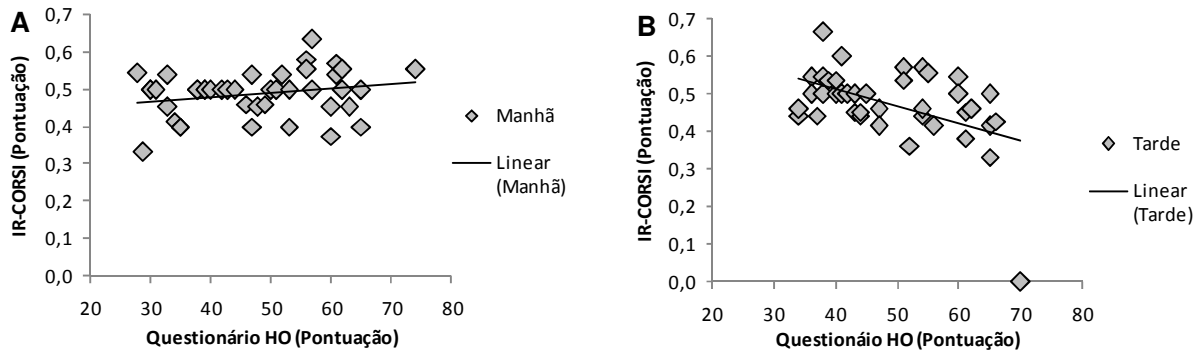 A
IR-CORSI (Pontuação)
0,7
0,6
0,5
0,4
0,3
0,2
0,1
0,0
20 30 40 50 60 70 80
Questionário HO (Pontuação)
Manhã
Linear
(Manhã)
B
IR-CORSI (Pontuação)
0,7
0,6
0,5
0,4
0,3
0,2
0,1
0,0
20 30 40 50 60 70 80
Questionáio HO (Pontuação)
Tarde
Linear
(Tarde)